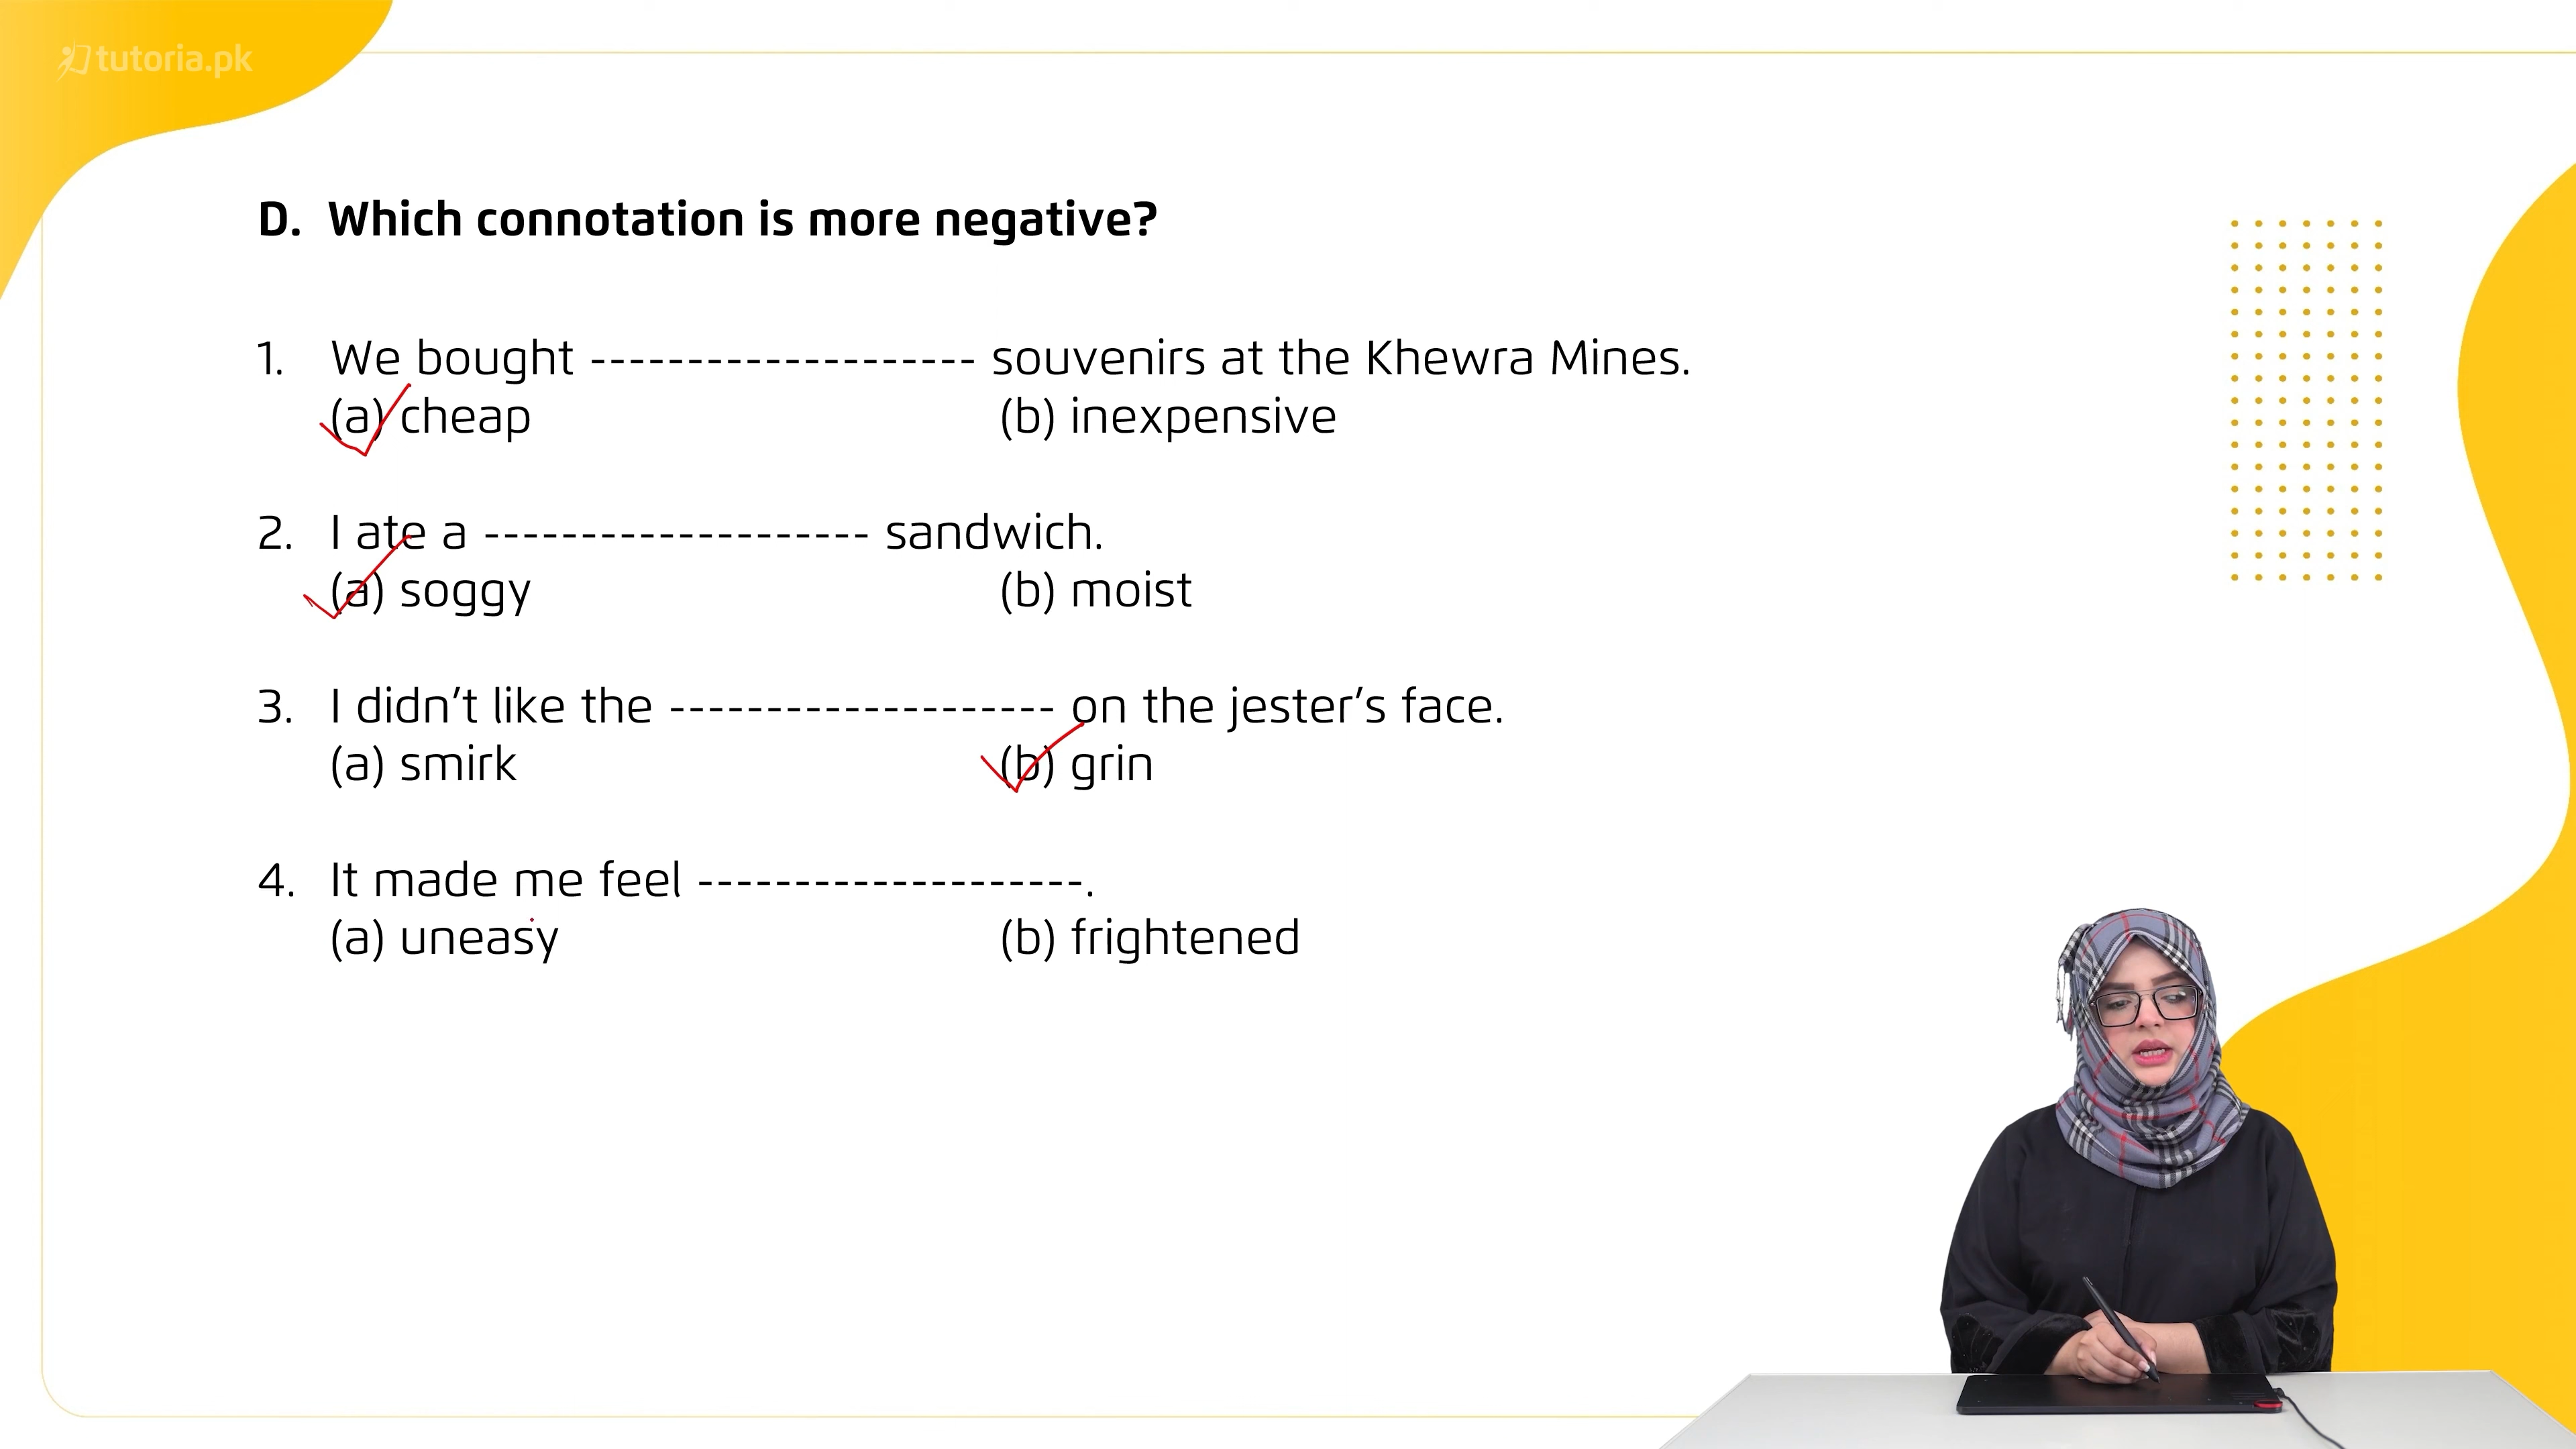 tutoria.pk
D. Which connotation is more negative?
1. We bought -------------------- souvenirs at the Khewra Mines.
(a) cheap (b) inexpensive
2. I ate a -------------------- sandwich.
(a) soggy (b) moist
3. I didn’t like the -------------------- on the jester’s face.
(a) smirk (b) grin
4. It made me feel --------------------.
(a) uneasy (b) frightened